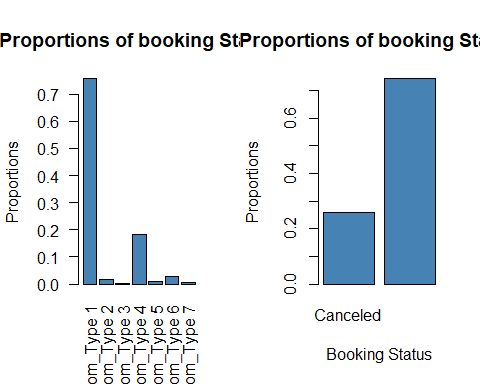 Proportions of booking Sta
Proportions
0.0
0.1
0.2
0.3
0.4
0.5
0.6
0.7
om_Type 1
om_Type 2
om_Type 3
om_Type 4
om_Type 5
om_Type 6
om_Type 7
Proportions of booking Sta
Proportions
0.0
0.2
0.4
0.6
Canceled
Booking Status